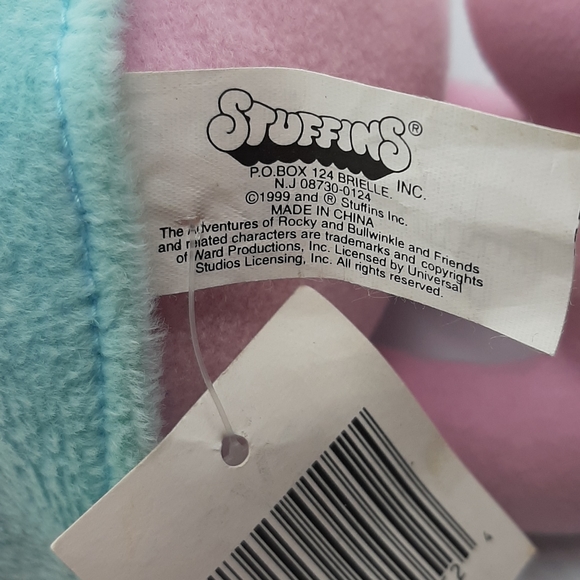 STUFFINS®
P.O.BOX 124 BRIELLE, INC.
N.J 08730-0124
©1999 and ® Stuffins Inc.
MADE IN CHINA
The Adventures of Rocky and Bullwinkle and Friends
and related characters are trademarks and copyrights
of Ward Productions, Inc. Licensed by Universal
Studios Licensing, Inc. All rights reserved.
2 4